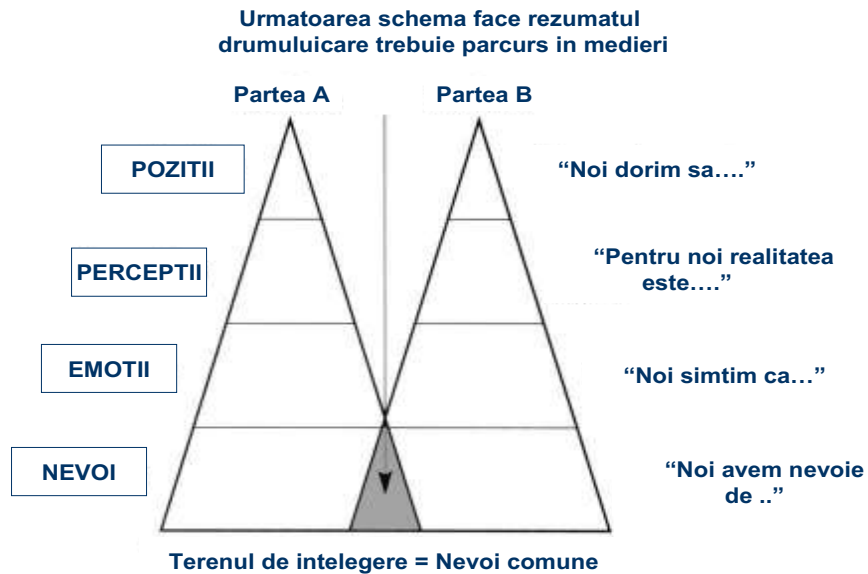 Urmatoarea schema face rezumatul
drumuluicare trebuie parcurs in medieri
Partea A
Partea B
POZITII
“Noi dorim sa….”
PERCEPTII
“Pentru noi realitatea
este….”
EMOTII
“Noi simtim ca…”
NEVOI
“Noi avem nevoie
de ..”
Terenul de intelegere = Nevoi comune